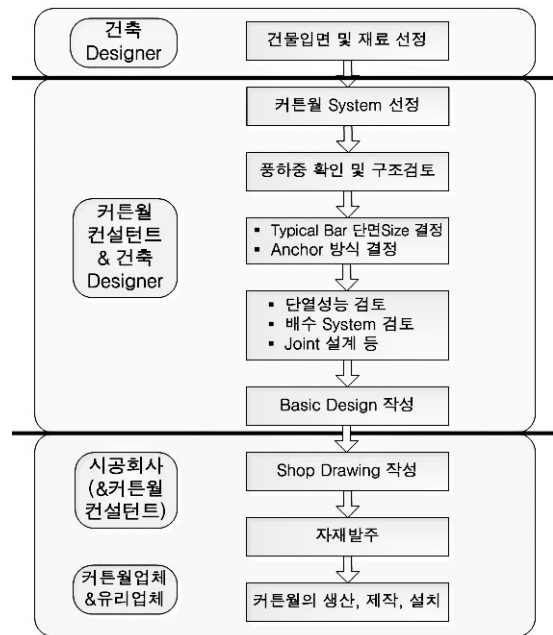 건축
Designer
건물입면 및 재료 선정
커튼월 System 선정
풍하중 확인 및 구조검토
커튼월
컨설턴트
& 건축
Designer
▪ Typical Bar 단면Size 결정
▪ Anchor 방식 결정
▪ 단열성능 검토
▪ 배수 System 검토
▪ Joint 설계 등
Basic Design 작성
시공회사
(&커튼월
컨설턴트)
Shop Drawing 작성
자재발주
커튼월업체
&유리업체
커튼월의 생산, 제작, 설치